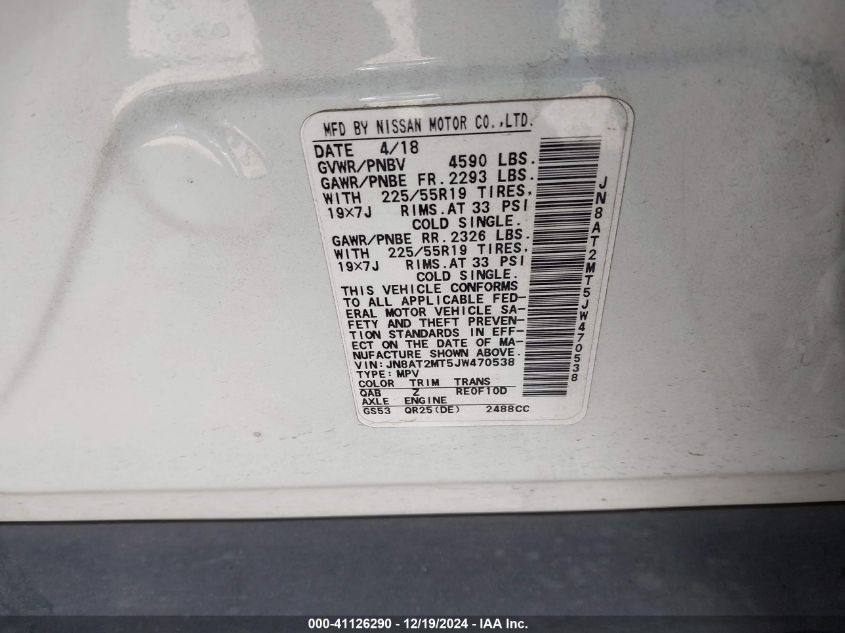 MFD BY NISSAN MOTOR CO.,LTD.
DATE 4/18
GVWR/PNBV 4590 LBS.
GAWR/PNBE FR. 2293 LBS.
WITH 225/55R19 TIRES,
19×7J RIMS. AT 33 PSI
COLD SINGLE.
GAWR/PNBE RR. 2326 LBS.
WITH 225/55R19 TIRES,
19×7J RIMS. AT 33 PSI
COLD SINGLE.
THIS VEHICLE CONFORMS
TO ALL APPLICABLE FED-
ERAL MOTOR VEHICLE SA-
FETY AND THEFT PREVEN-
TION STANDARDS IN EFF-
ECT ON THE DATE OF MA-
NUFACTURE SHOWN ABOVE.
VIN: JN8AT2MT5JW470538
TYPE: MPV
COLOR TRIM TRANS
QAB Z RE0F10D
AXLE ENGINE
GS53 QR25(DE) 2488CC
JN8AT2MT5JW470538
000-41126290 - 12/19/2024 - IAA Inc.